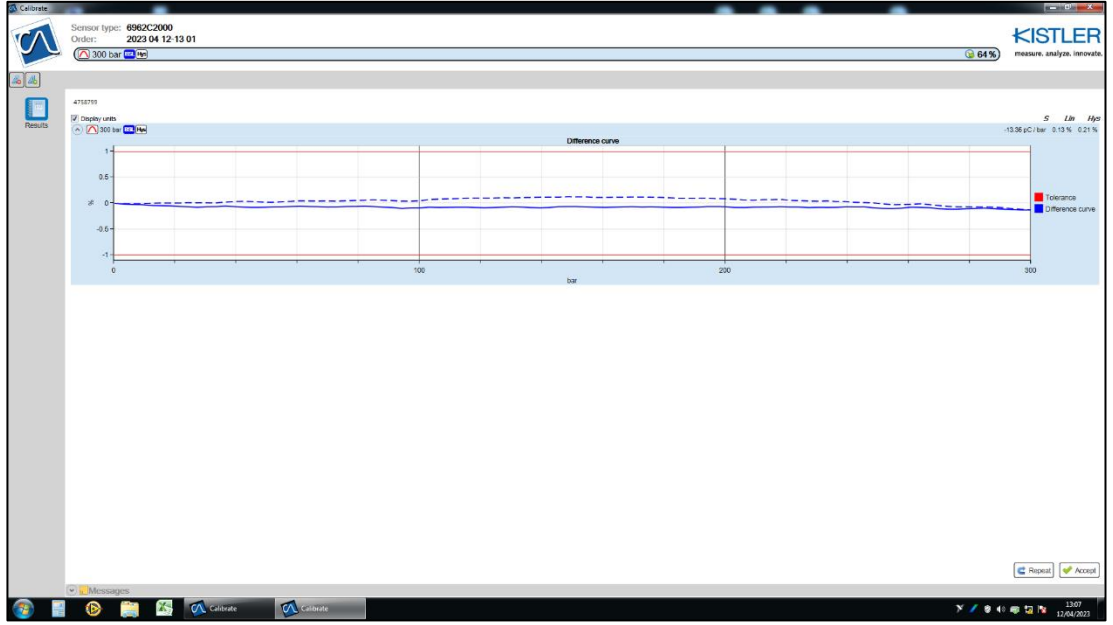 Calibrate
Sensor type: 6962C2000
Order: 2023 04 12-13 01
300 bar Hys
64%
KISTLER
measure. analyze. innovate.
Results
4738799
Display units
S Lin Hys
300 bar Hys
-13.36 pC / bar 0.13 % 0.21 %
Difference curve
1
0.5
0
-0.5
-1
%
0 100 200 300
bar
Tolerance
Difference curve
Repeat
Accept
Messages
Calibrate
Calibrate
13:07
12/04/2023